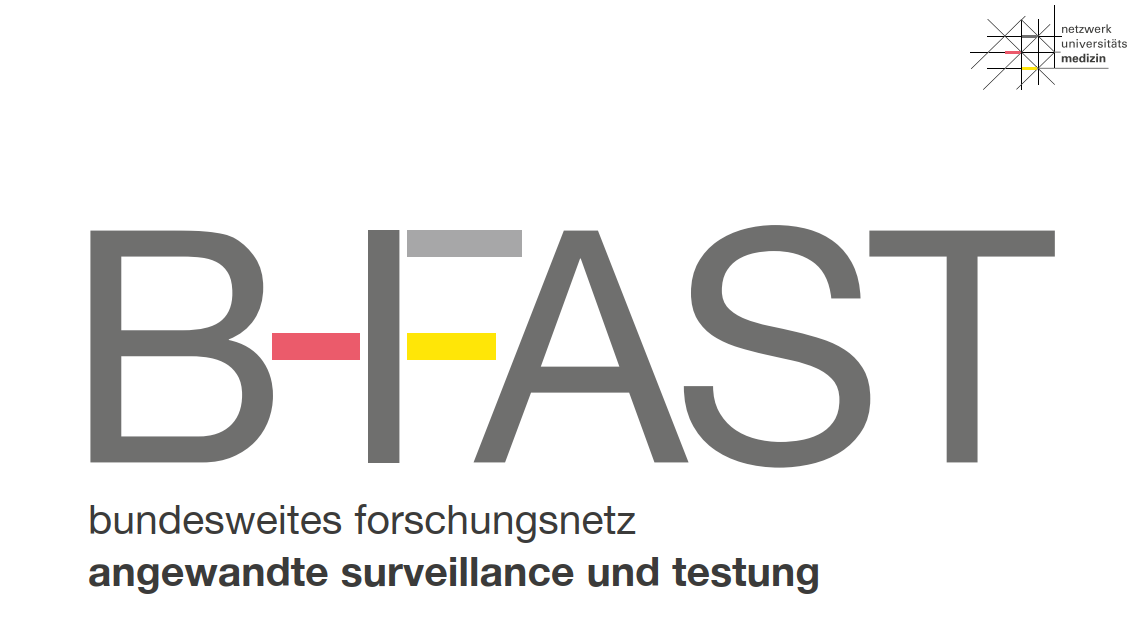 netzwerk
universitäts
medizin
B-FAST
bundesweites forschungsnetz
angewandte surveillance und testung